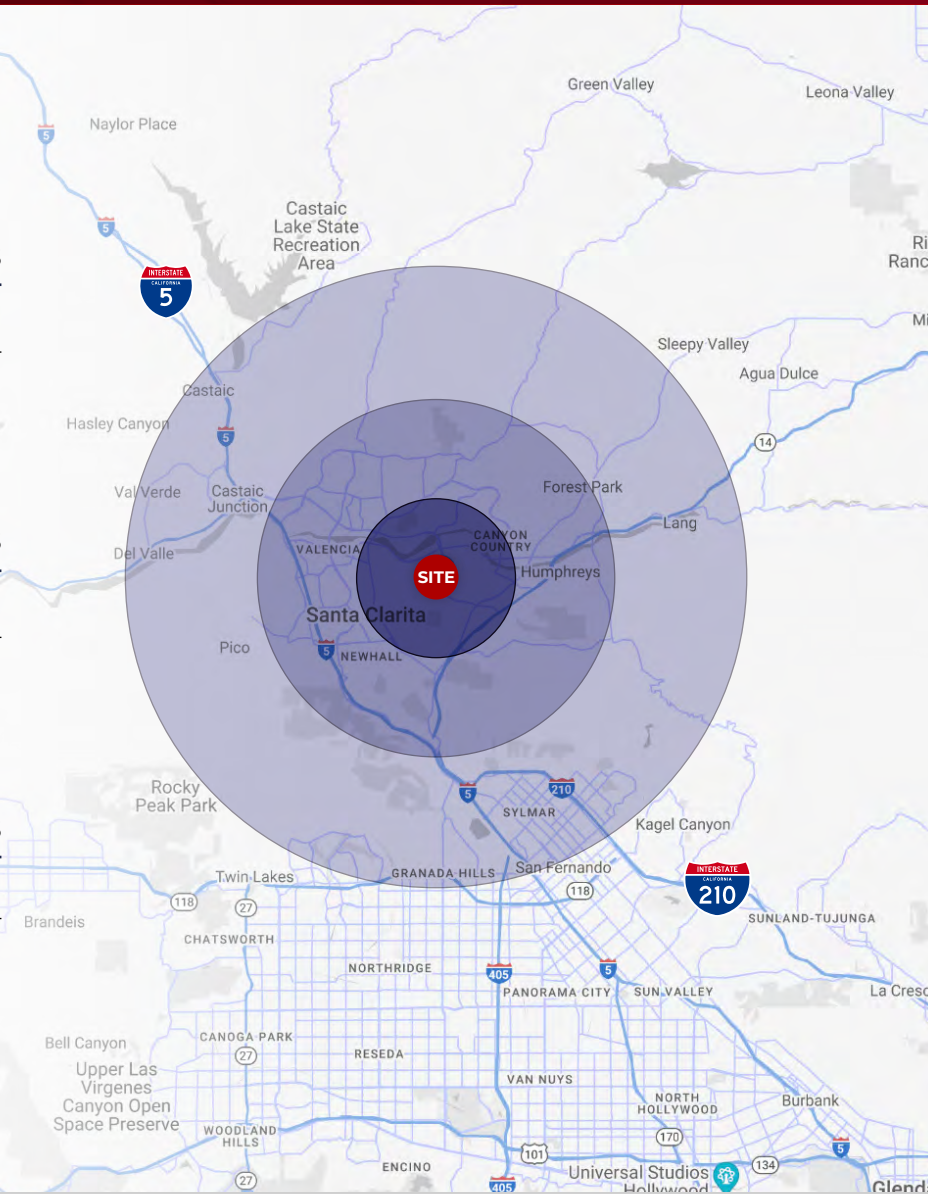 Green Valley
Leona Valley
5
Naylor Place
Castaic
Lake State
Recreation
Area
5
INTERSTATE
CALIFORNIA
5
Ri
Ranc
Mi
Sleepy Valley
Agua Dulce
Castaic
Hasley Canyon
5
14
Val Verde
Castaic
Junction
Forest Park
Lang
Del Valle
VALENCIA
CANYON
COUNTRY
SITE
Humphreys
Santa Clarita
Pico
5
NEWHALL
Rocky
Peak Park
5
210
SYLMAR
Kagel Canyon
Twin Lakes
GRANADA HILLS
San Fernando
118
INTERSTATE
CALIFORNIA
210
118
27
Brandeis
SUNLAND-TUJUNGA
CHATSWORTH
NORTHRIDGE
405
5
PANORAMA CITY
SUN VALLEY
La Cresc
Bell Canyon
CANOGA PARK
27
RESEDA
Upper Las
Virgenes
Canyon Open
Space Preserve
VAN NUYS
NORTH
HOLLYWOOD
Burbank
WOODLAND
HILLS
170
5
101
134
ENCINO
27
405
Universal Studios
Hollywood
Glenda